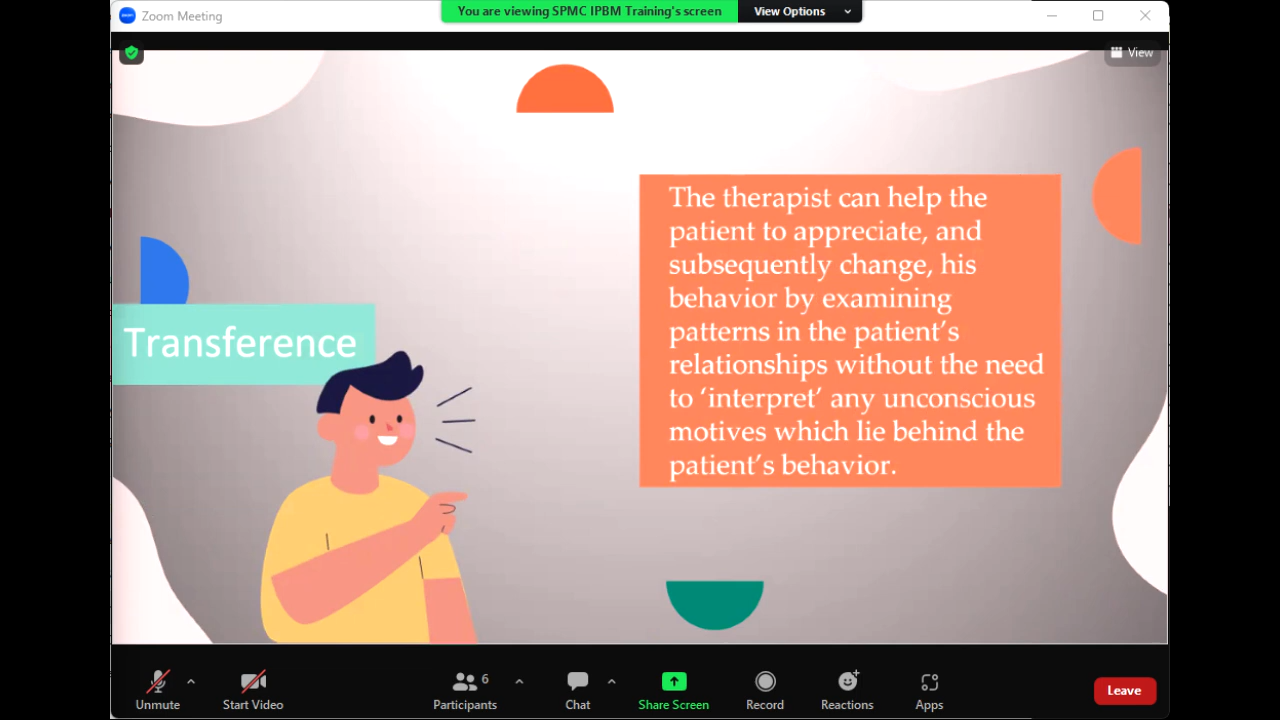 Zoom Meeting
You are viewing SPMC IPBM Training's screen
View Options
View
Transference
The therapist can help the
patient to appreciate, and
subsequently change, his
behavior by examining
patterns in the patient’s
relationships without the need
to ‘interpret’ any unconscious
motives which lie behind the
patient’s behavior.
Unmute
Start Video
6
Participants
Chat
Share Screen
Record
Reactions
Apps
Leave